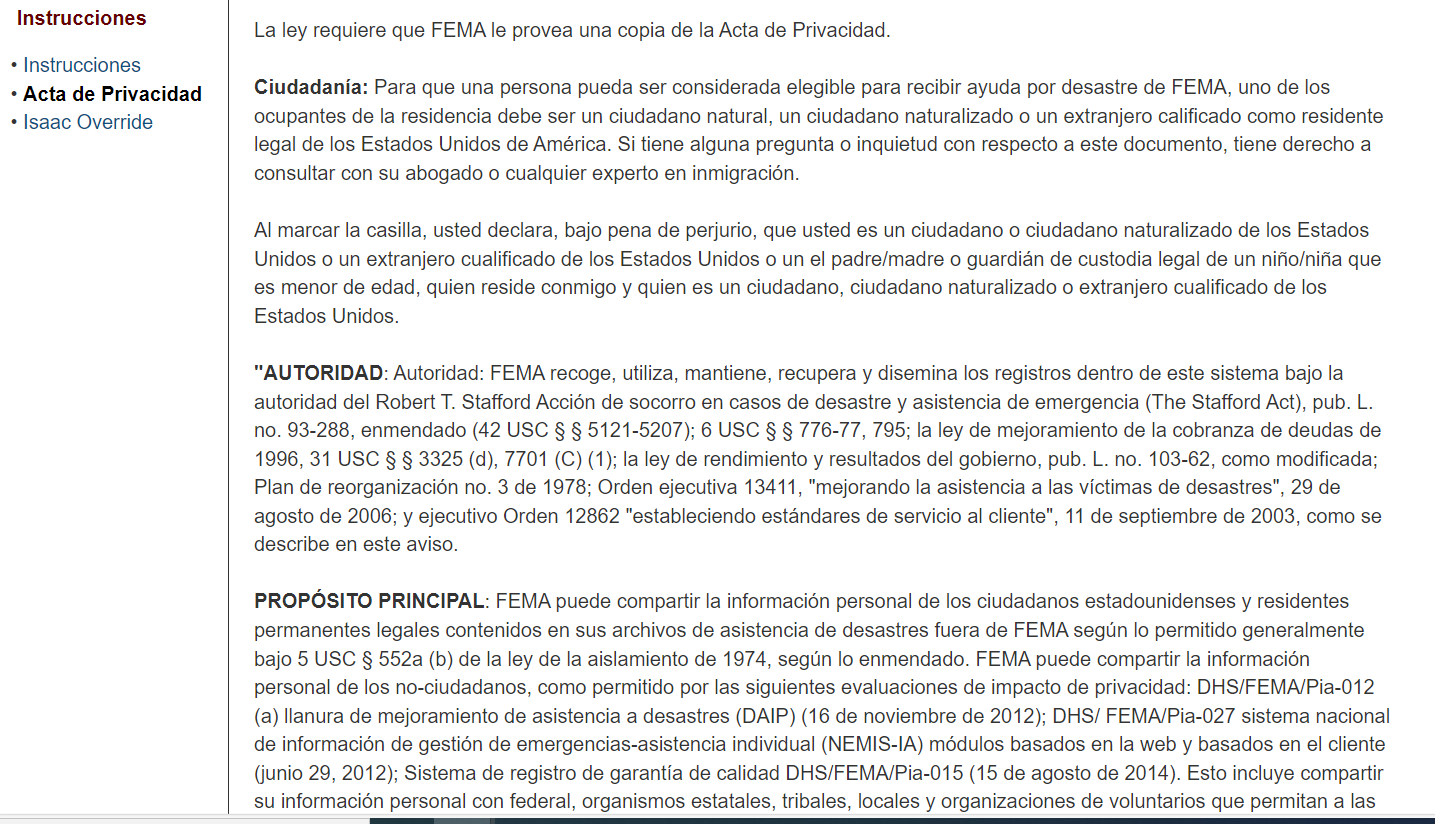 Instrucciones
• Instrucciones
• Acta de Privacidad
• Isaac Override
La ley requiere que FEMA le provea una copia de la Acta de Privacidad.
Ciudadanía: Para que una persona pueda ser considerada elegible para recibir ayuda por desastre de FEMA, uno de los
ocupantes de la residencia debe ser un ciudadano natural, un ciudadano naturalizado o un extranjero calificado como residente
legal de los Estados Unidos de América. Si tiene alguna pregunta o inquietud con respecto a este documento, tiene derecho a
consultar con su abogado o cualquier experto en inmigración.
Al marcar la casilla, usted declara, bajo pena de perjurio, que usted es un ciudadano o ciudadano naturalizado de los Estados
Unidos o un extranjero cualificado de los Estados Unidos o un el padre/madre o guardián de custodia legal de un niño/niña que
es menor de edad, quien reside conmigo y quien es un ciudadano, ciudadano naturalizado o extranjero cualificado de los
Estados Unidos.
"AUTORIDAD: Autoridad: FEMA recoge, utiliza, mantiene, recupera y disemina los registros dentro de este sistema bajo la
autoridad del Robert T. Stafford Acción de socorro en casos de desastre y asistencia de emergencia (The Stafford Act), pub. L.
no. 93-288, enmendado (42 USC § § 5121-5207); 6 USC § § 776-77, 795; la ley de mejoramiento de la cobranza de deudas de
1996, 31 USC § § 3325 (d), 7701 (C) (1); la ley de rendimiento y resultados del gobierno, pub. L. no. 103-62, como modificada;
Plan de reorganización no. 3 de 1978; Orden ejecutiva 13411, "mejorando la asistencia a las víctimas de desastres", 29 de
agosto de 2006; y ejecutivo Orden 12862 "estableciendo estándares de servicio al cliente", 11 de septiembre de 2003, como se
describe en este aviso.
PROPÓSITO PRINCIPAL: FEMA puede compartir la información personal de los ciudadanos estadounidenses y residentes
permanentes legales contenidos en sus archivos de asistencia de desastres fuera de FEMA según lo permitido generalmente
bajo 5 USC § 552a (b) de la ley de la aislamiento de 1974, según lo enmendado. FEMA puede compartir la información
personal de los no-ciudadanos, como permitido por las siguientes evaluaciones de impacto de privacidad: DHS/FEMA/Pia-012
(a) llanura de mejoramiento de asistencia a desastres (DAIP) (16 de noviembre de 2012); DHS/ FEMA/Pia-027 sistema nacional
de información de gestión de emergencias-asistencia individual (NEMIS-IA) módulos basados en la web y basados en el cliente
(junio 29, 2012); Sistema de registro de garantía de calidad DHS/FEMA/Pia-015 (15 de agosto de 2014). Esto incluye compartir
su información personal con federal, organismos estatales, tribales, locales y organizaciones de voluntarios que permitan a las